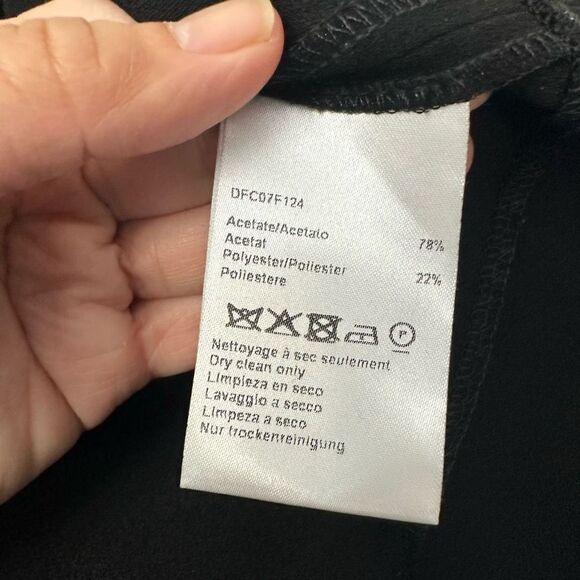 DFC07F124
Acetate/Acetato 78%
Acetat
Polyester/Poliester 22%
Poliestere
P
Nettoyage à sec seulement
Dry clean only
Limpieza en seco
Lavaggio a secco
Limpeza a seco
Nur trockenreinigung